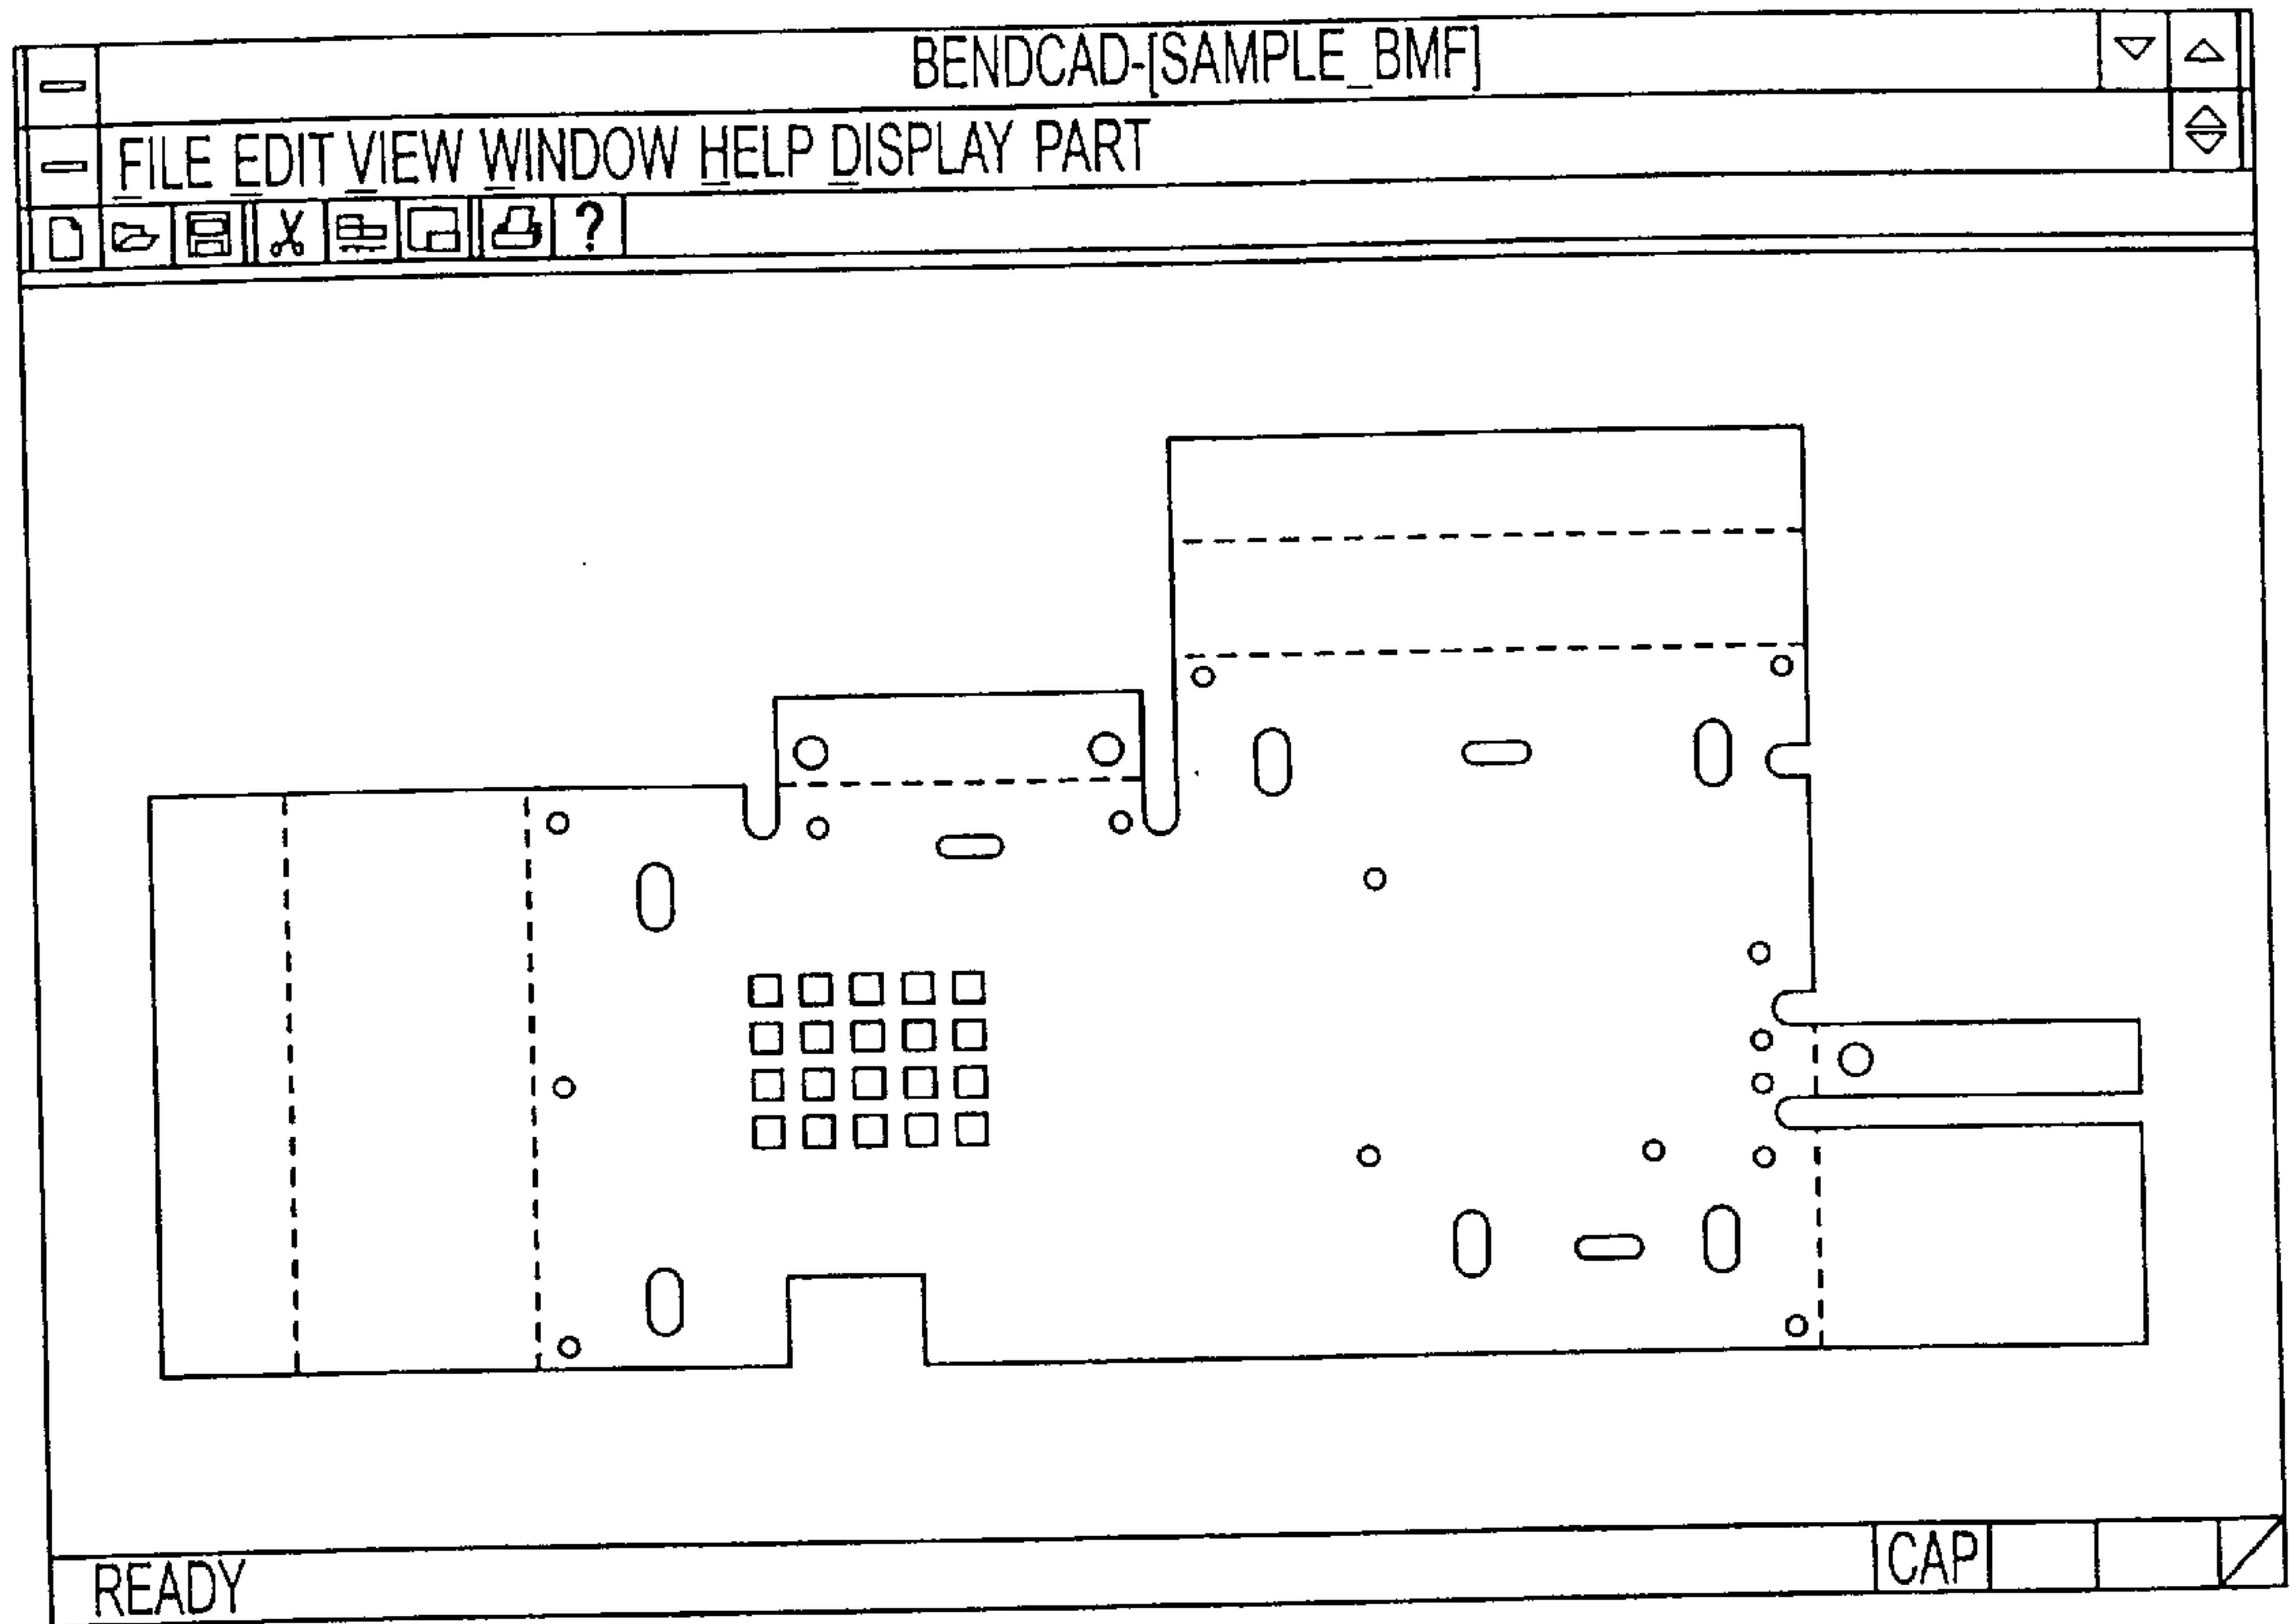 BENDCAD-[SAMPLE_BMF]
FILE EDIT VIEW WINDOW HELP DISPLAY PART
?
READY
CAP